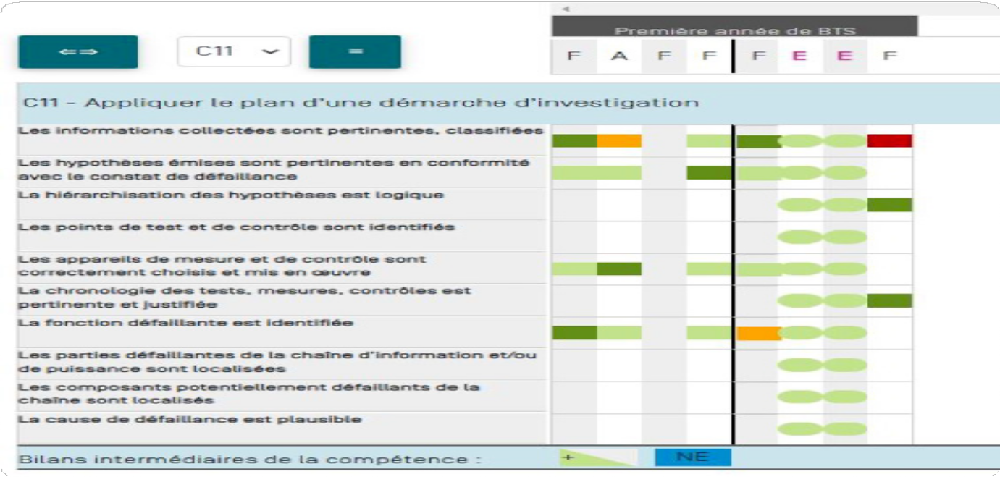 Première année de BTS
⇐⇒ C11 =
F A F F F E E F
C11 - Appliquer le plan d'une démarche d'investigation
Les informations collectées sont pertinentes, classifiées
Les hypothèses émises sont pertinentes en conformité
avec le constat de défaillance
La hiérarchisation des hypothèses est logique
Les points de test et de contrôle sont identifiés
Les appareils de mesure et de contrôle sont
correctement choisis et mis en œuvre
La chronologie des tests, mesures, contrôles est
pertinente et justifiée
La fonction défaillante est identifiée
Les parties défaillantes de la chaîne d'information et/ou
de puissance sont localisées
Les composants potentiellement défaillants de la
chaîne sont localisés
La cause de défaillance est plausible
Bilans intermédiaires de la compétence : + NE